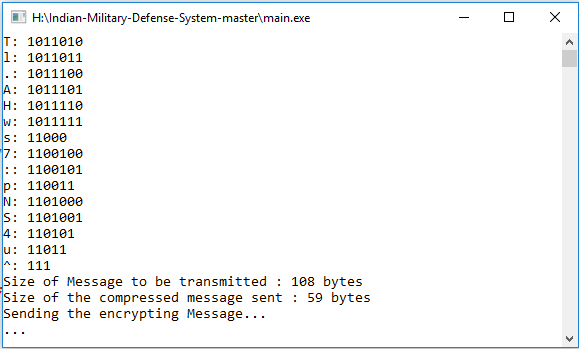 H:\Indian-Military-Defense-System-master\main.exe
T: 1011010
l: 1011011
.: 1011100
A: 1011101
H: 1011110
w: 1011111
s: 11000
7: 1100100
:: 1100101
p: 110011
N: 1101000
S: 1101001
4: 110101
u: 11011
^: 111
Size of Message to be transmitted : 108 bytes
Size of the compressed message sent : 59 bytes
Sending the encrypting Message...
...